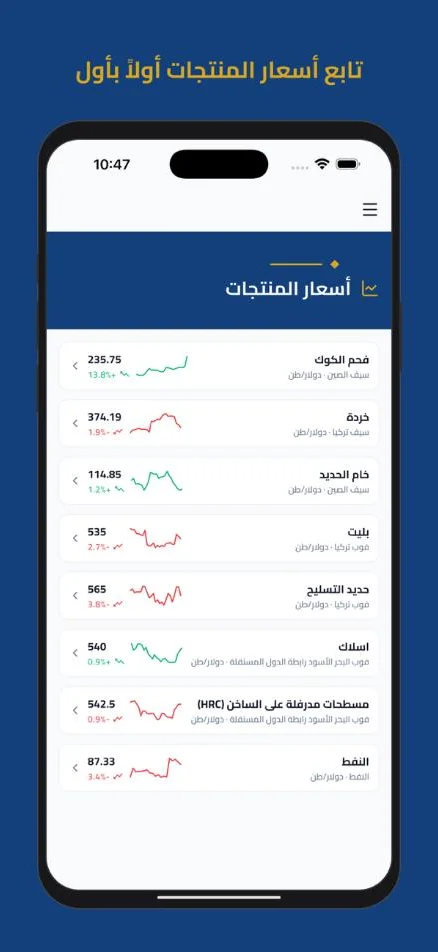 تابع أسعار المنتجات أولاً بأول
10:47
أسعار المنتجات
فحم الكوك
سيف الصين · دولار/طن
235.75
13.8%+
خردة
سيف تركيا · دولار/طن
374.19
1.9%-
خام الحديد
سيف الصين · دولار/طن
114.85
1.2%+
بليت
فوب تركيا · دولار/طن
535
2.7%-
حديد التسليح
فوب تركيا · دولار/طن
565
3.8%-
اسلاك
فوب البحر الأسود رابطة الدول المستقلة · دولار/طن
540
0.9%+
مسطحات مدرفلة على الساخن (HRC)
فوب البحر الأسود رابطة الدول المستقلة · دولار/طن
542.5
0.9%-
النفط
النفط · دولار/طن
87.33
3.4%-